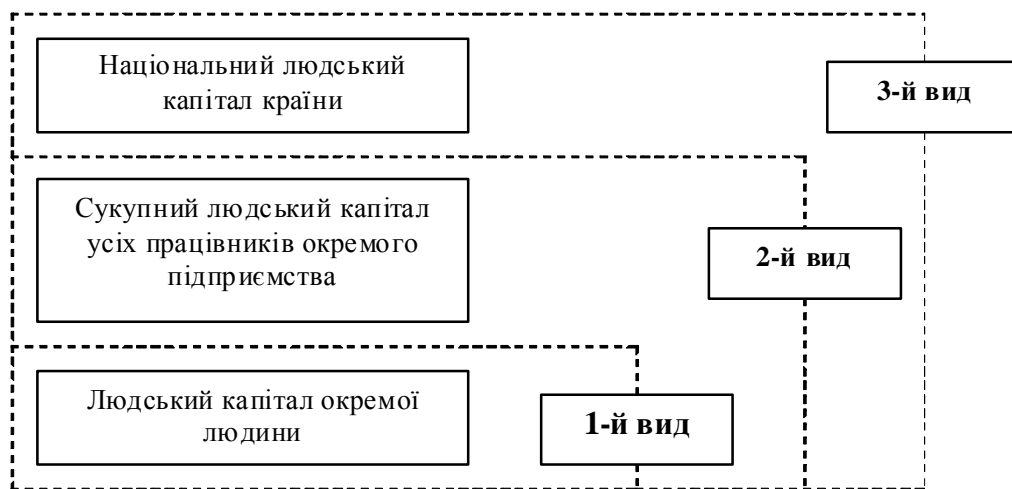 Національний людський
капітал країни
3-й вид
Сукупний людський капітал
усіх працівників окремого
підприємства
2-й вид
Людський капітал окремої
людини
1-й вид